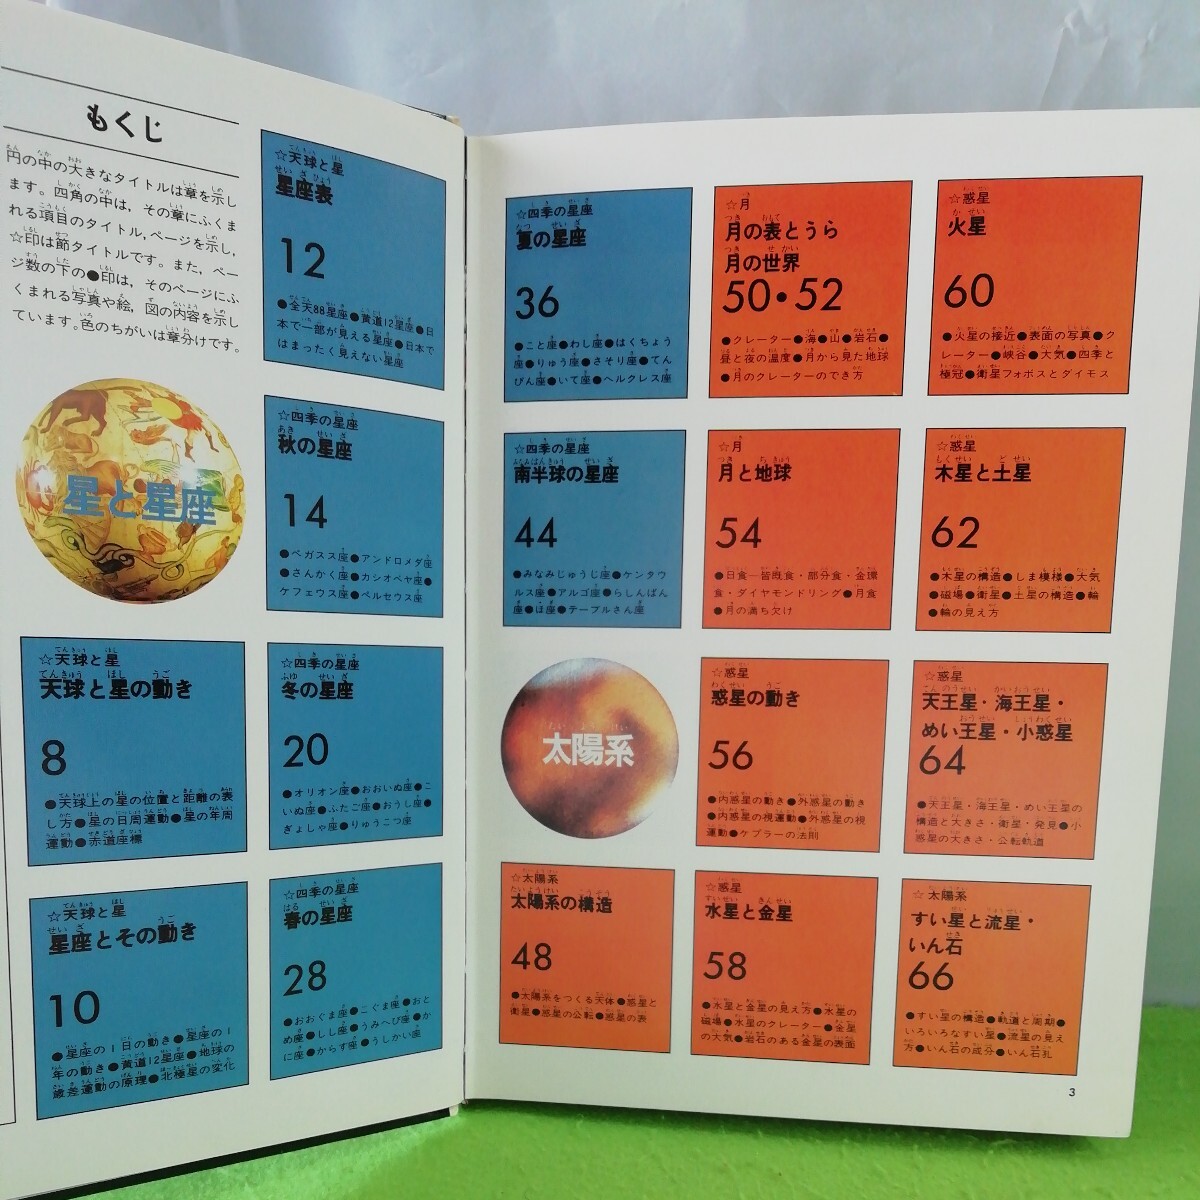 もくじ
円の中の大きなタイトルは章を示し
ます。四角の中は，その章にふくま
れる項目のタイトル，ページを示し，
☆印は節タイトルです。また，ペー
ジ数の下の●印は，そのページにふ
くまれる写真や絵，図の内容を示し
ています。色のちがいは章分けです。
星と星座
☆天球と星
天球と星の動き
8
●天球上の星の位置と距離の表
し方●星の日周運動●星の年周
運動●赤道座標
☆天球と星
星座とその動き
10
●星座の1日の動き●星座の1
年の動き●黄道12星座●地球の
歳差運動の原理●北極星の変化
☆天球と星
星座表
12
●全天88星座●黄道12星座●日
本で一部が見える星座●日本で
はまったく見えない星座
☆四季の星座
秋の星座
14
●ペガスス座●アンドロメダ座
●さんかく座●カシオペヤ座●
ケフェウス座●ペルセウス座
☆四季の星座
冬の星座
20
●オリオン座●おおいぬ座●こ
いぬ座●ふたご座●おうし座●
ぎょしゃ座●りゅうこつ座
☆四季の星座
春の星座
28
●おおぐま座●こぐま座●おと
め座●しし座●うみへび座●か
に座●からす座●うしかい座
☆四季の星座
夏の星座
36
●こと座●わし座●はくちょう
座●りゅう座●さそり座●てん
びん座●いて座●ヘルクレス座
☆四季の星座
南半球の星座
44
●みなみじゅうじ座●ケンタウ
ルス座●アルゴ座●らしんばん
座●ほ座●テーブルさん座
太陽系
☆太陽系
太陽系の構造
48
●太陽系をつくる天体●惑星と
衛星●惑星の公転●惑星の表
☆月
月の表とうら
月の世界
50・52
●クレーター●海●山●岩石●
昼と夜の温度●月から見た地球
●月のクレーターのでき方
☆月
月と地球
54
●日食―皆既食・部分食・金環
食・ダイヤモンドリング●月食
●月の満ち欠け
☆惑星
惑星の動き
56
●内惑星の動き●外惑星の動き
●内惑星の視運動●外惑星の視
運動●ケプラーの法則
☆惑星
水星と金星
58
●水星と金星の見え方●水星の
磁場●水星のクレーター●金星
の大気●岩石のある金星の表面
☆惑星
火星
60
●火星の接近●表面の写真●ク
レーター●峡谷●大気●四季と
極冠●衛星フォボスとダイモス
☆惑星
木星と土星
62
●木星の構造●しま模様●大気
●磁場●衛星●土星の構造●輪
●輪の見え方
☆惑星
天王星・海王星・
めい王星・小惑星
64
●天王星・海王星・めい王星の
構造と大きさ・衛星・発見●小
惑星の大きさ・公転軌道
☆太陽系
すい星と流星・
いん石
66
●すい星の構造●軌道と周期●
いろいろなすい星●流星の見え
方●いん石の成分●いん石孔
3